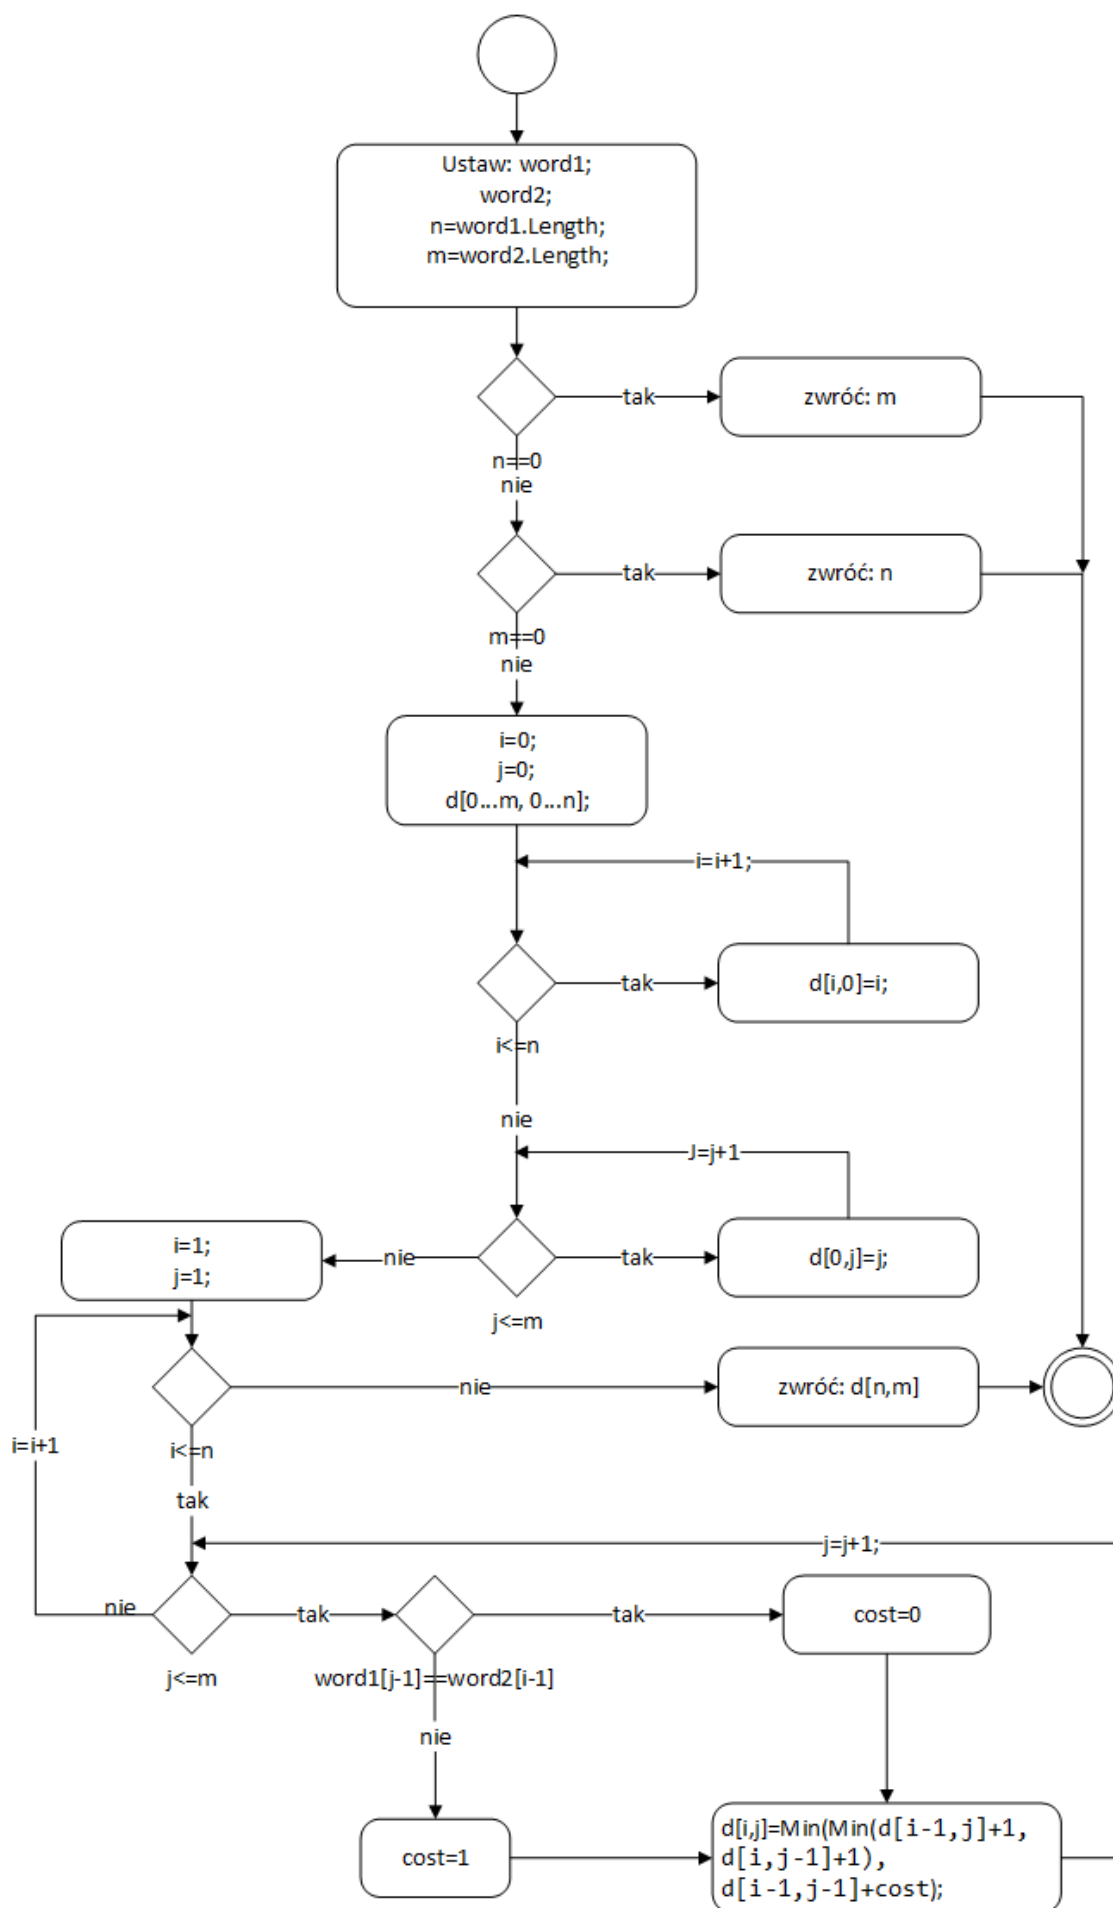 Ustaw: word1;
word2;
n=word1.Length;
m=word2.Length;
tak
zwróć: m
n==0
nie
tak
zwróć: n
m==0
nie
i=0;
j=0;
d[0...m, 0...n];
i=i+1;
tak
d[i,0]=i;
i<=n
nie
J=j+1
i=1;
j=1;
nie
tak
d[0,j]=j;
j<=m
nie
zwróć: d[n,m]
i=i+1
i<=n
tak
j=j+1;
nie
tak
tak
cost=0
j<=m
word1[j-1]==word2[i-1]
nie
cost=1
d[i,j]=Min(Min(d[i-1,j]+1,
d[i,j-1]+1),
d[i-1,j-1]+cost);